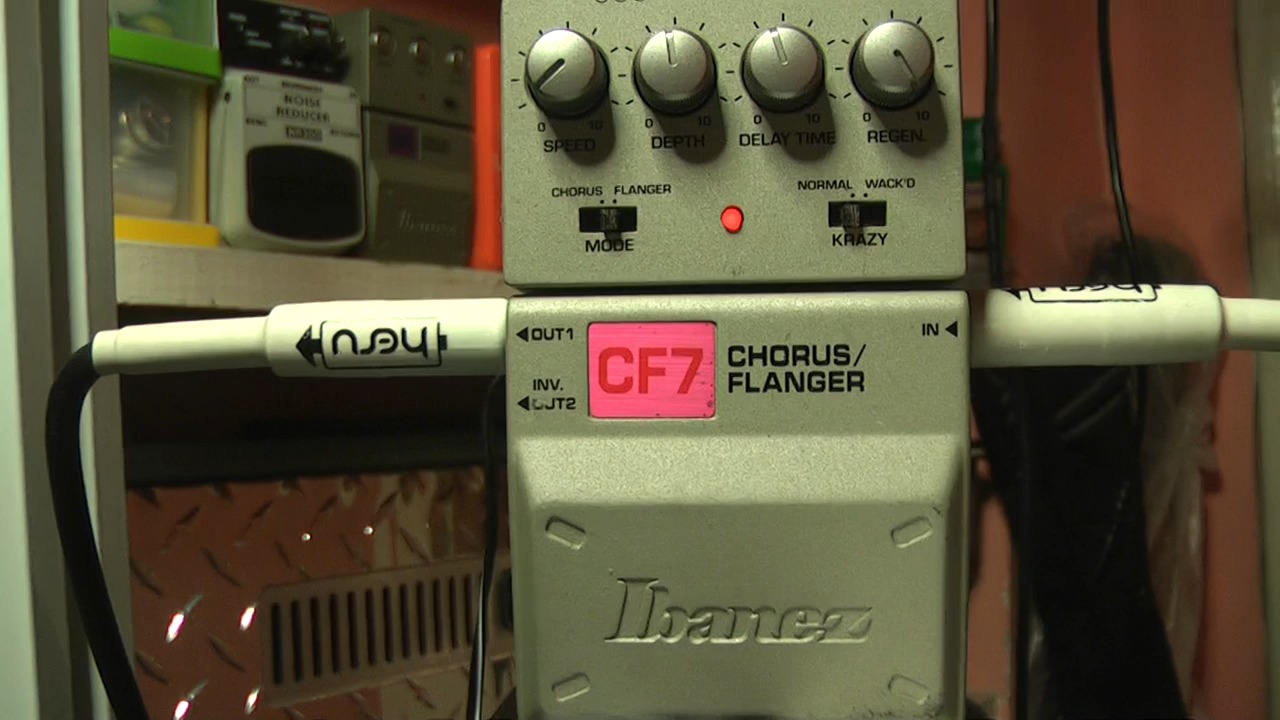 NOISE
REDUCER
NR300
0 10 0 10 0 10 0 10
SPEED DEPTH DELAY TIME REGEN.
CHORUS FLANGER NORMAL WACK'D
MODE KRAZY
OUT1 CF7 CHORUS/ IN
FLANGER
INV.
OUT2
Ibanez
Ibanez